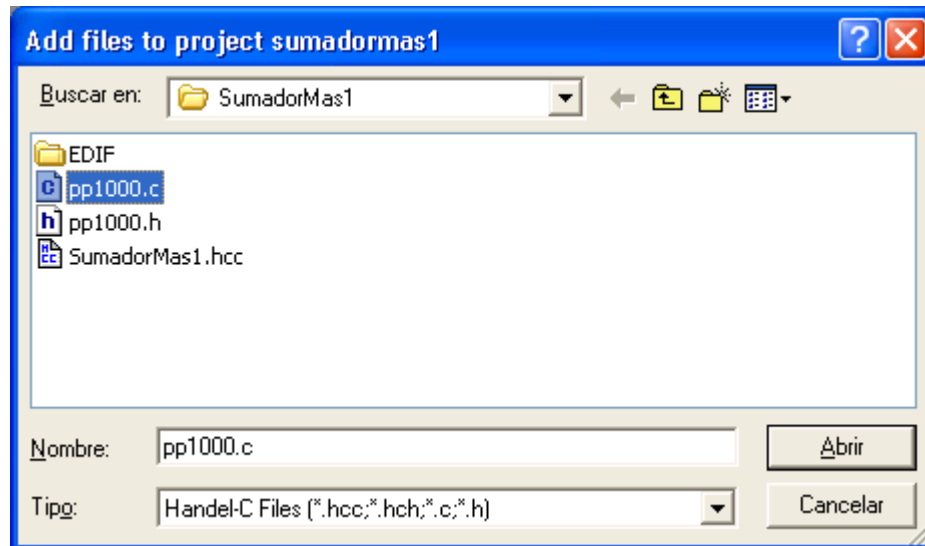 Add files to project sumadormas1
Buscar en: SumadorMas1
EDIF
pp1000.c
pp1000.h
SumadorMas1.hcc
Nombre: pp1000.c Abrir
Tipo: Handel-C Files (*.hcc;*.hch;*.c;*.h) Cancelar